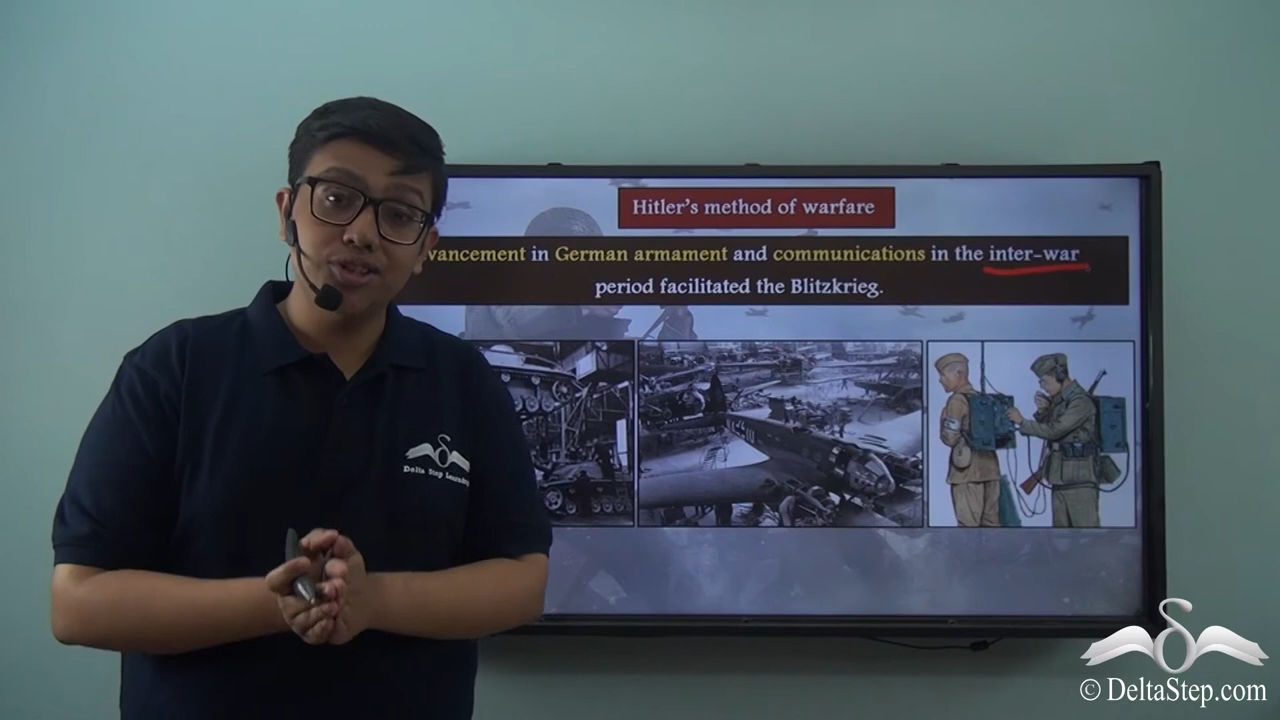 Hitler's method of warfare
vancement in German armament and communications in the inter-war
period facilitated the Blitzkrieg.
Delta Step Learning
© DeltaStep.com